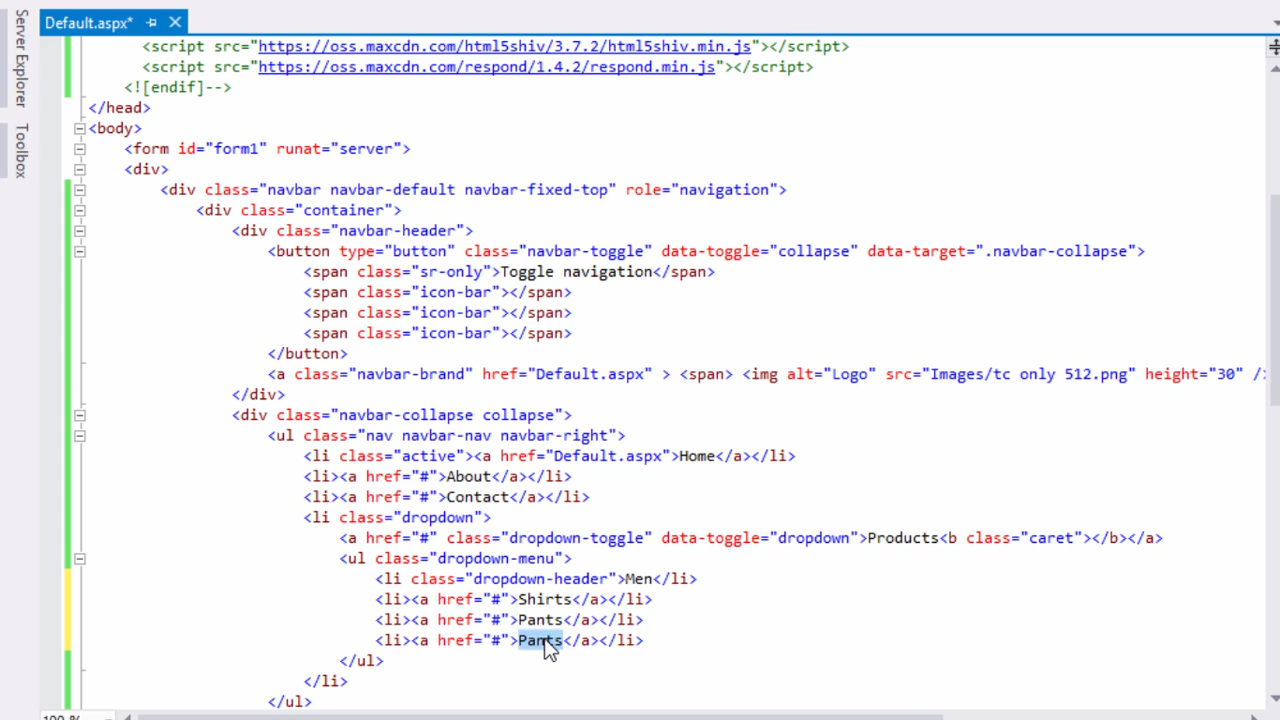 Default.aspx*
Server Explorer
Toolbox
<script src="https://oss.maxcdn.com/html5shiv/3.7.2/html5shiv.min.js"></script>
<script src="https://oss.maxcdn.com/respond/1.4.2/respond.min.js"></script>
<![endif]-->
</head>
<body>
<form id="form1" runat="server">
<div>
<div class="navbar navbar-default navbar-fixed-top" role="navigation">
<div class="container">
<div class="navbar-header">
<button type="button" class="navbar-toggle" data-toggle="collapse" data-target=".navbar-collapse">
<span class="sr-only">Toggle navigation</span>
<span class="icon-bar"></span>
<span class="icon-bar"></span>
<span class="icon-bar"></span>
</button>
<a class="navbar-brand" href="Default.aspx" > <span> <img alt="Logo" src="Images/tc only 512.png" height="30" />
</div>
<div class="navbar-collapse collapse">
<ul class="nav navbar-nav navbar-right">
<li class="active"><a href="Default.aspx">Home</a></li>
<li><a href="#">About</a></li>
<li><a href="#">Contact</a></li>
<li class="dropdown">
<a href="#" class="dropdown-toggle" data-toggle="dropdown">Products<b class="caret"></b></a>
<ul class="dropdown-menu">
<li class="dropdown-header">Men</li>
<li><a href="#">Shirts</a></li>
<li><a href="#">Pants</a></li>
<li><a href="#">Pants</a></li>
</ul>
</li>
</ul>
100 %